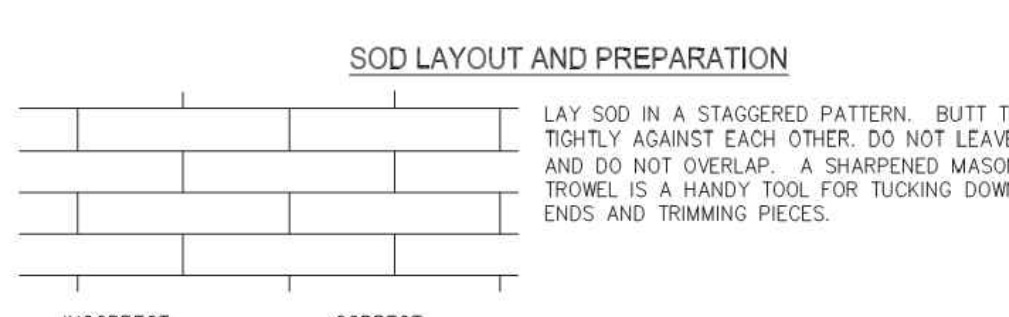 SOD LAYOUT AND PREPARATION
LAY SOD IN A STAGGERED PATTERN. BUTT
TIGHTLY AGAINST EACH OTHER. DO NOT LEAVE
AND DO NOT OVERLAP. A SHARPENED MASON
TROWEL IS A HANDY TOOL FOR TUCKING DOWN
ENDS AND TRIMMING PIECES.